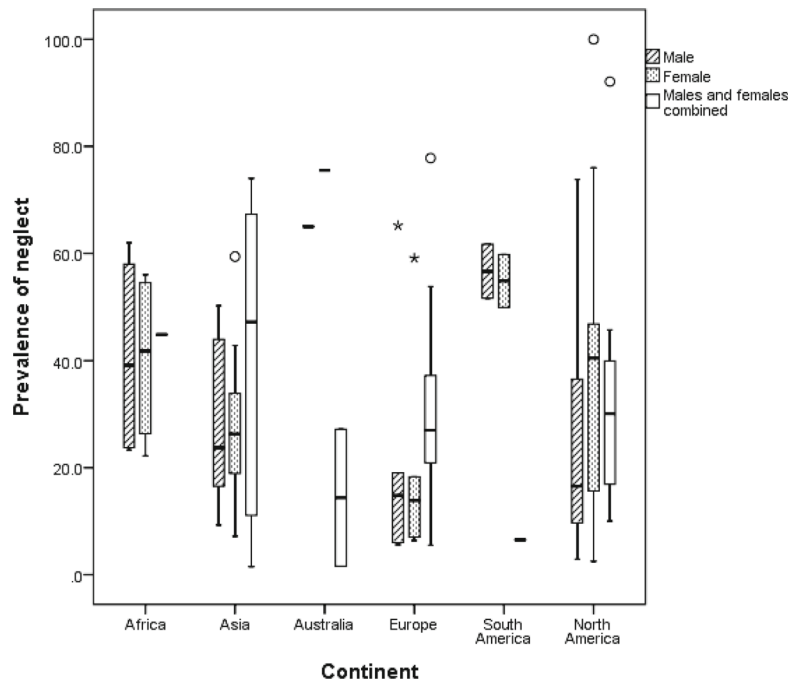 100.0
80.0
60.0
40.0
20.0
.0
Prevalence of neglect
Africa
Asia
Australia
Europe
South
America
North
America
Continent
Male
Female
Males and females
combined